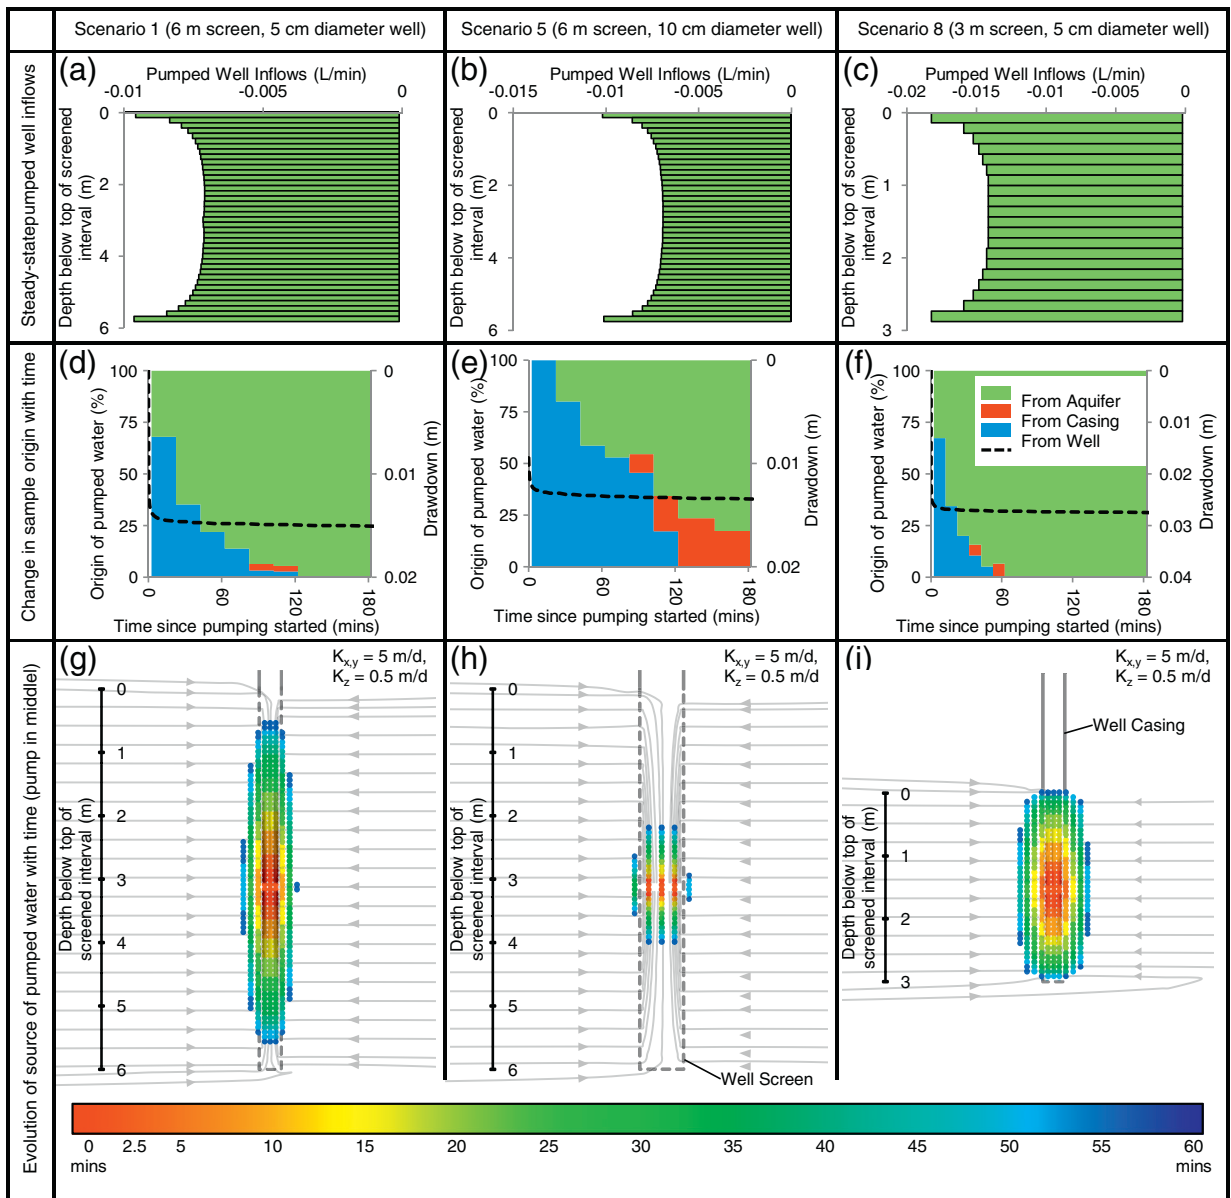 Scenario 1 (6 m screen, 5 cm diameter well)
Scenario 5 (6 m screen, 10 cm diameter well)
Scenario 8 (3 m screen, 5 cm diameter well)
Steady-statepumped well inflows
(a)
Pumped Well Inflows (L/min)
-0.01 -0.005 0
Depth below top of screened
interval (m)
0
2
4
6
(b)
Pumped Well Inflows (L/min)
-0.015 -0.01 -0.005 0
Depth below top of screened
interval (m)
0
2
4
6
(c)
Pumped Well Inflows (L/min)
-0.02 -0.015 -0.01 -0.005 0
Depth below top of screened
interval (m)
0
1
2
3
Change in sample origin with time
(d)
Origin of pumped water (%)
100
75
50
25
0
0
0.01
0.02
Drawdown (m)
0 60 120 180
Time since pumping started (mins)
(e)
Origin of pumped water (%)
100
75
50
25
0
0
0.01
0.02
Drawdown (m)
0 60 120 180
Time since pumping started (mins)
(f)
Origin of pumped water (%)
100
75
50
25
0
From Aquifer
From Casing
From Well
0
0.01
0.02
0.03
0.04
Drawdown (m)
0 60 120 180
Time since pumping started (mins)
Evolution of source of pumped water with time (pump in middlel)
(g)
Kx,y = 5 m/d,
Kz = 0.5 m/d
Depth below top of
screened interval (m)
0
1
2
3
4
5
6
(h)
Kx,y = 5 m/d,
Kz = 0.5 m/d
Depth below top of
screened interval (m)
0
1
2
3
4
5
6
Well Screen
(i)
Kx,y = 5 m/d,
Kz = 0.5 m/d
Well Casing
Depth below top of
screened interval (m)
0
1
2
3
0 2.5 5 10 15 20 25 30 35 40 45 50 55 60
mins mins